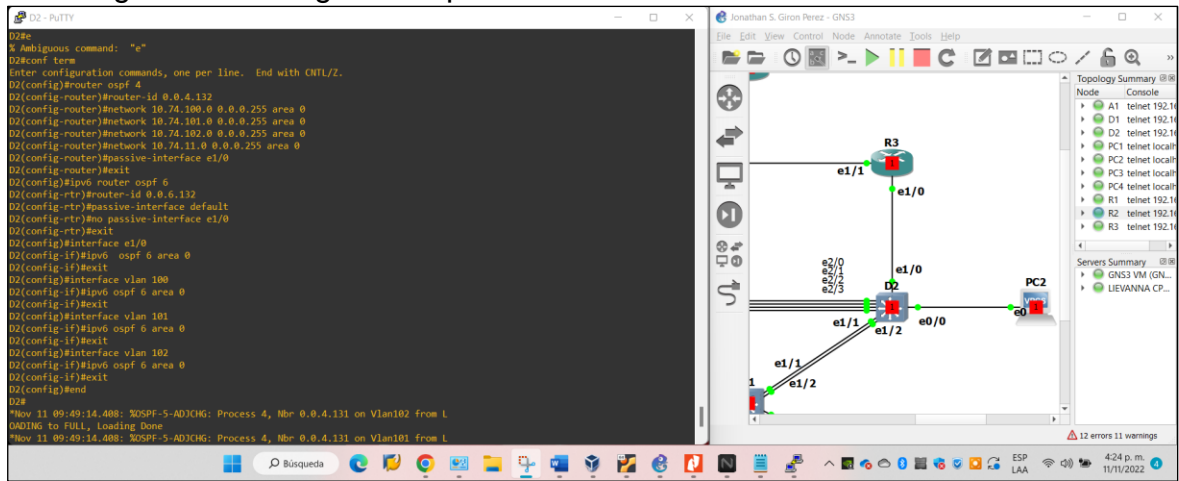 D2 - PuTTY
D2#e
% Ambiguous command:  "e"
D2#conf term
Enter configuration commands, one per line.  End with CNTL/Z.
D2(config)#router ospf 4
D2(config-router)#router-id 0.0.4.132
D2(config-router)#network 10.74.100.0 0.0.0.255 area 0
D2(config-router)#network 10.74.101.0 0.0.0.255 area 0
D2(config-router)#network 10.74.102.0 0.0.0.255 area 0
D2(config-router)#network 10.74.11.0 0.0.0.255 area 0
D2(config-router)#passive-interface e1/0
D2(config-router)#exit
D2(config)#ipv6 router ospf 6
D2(config-rtr)#router-id 0.0.6.132
D2(config-rtr)#passive-interface default
D2(config-rtr)#no passive-interface e1/0
D2(config-rtr)#exit
D2(config)#interface e1/0
D2(config-if)#ipv6  ospf 6 area 0
D2(config-if)#exit
D2(config)#interface vlan 100
D2(config-if)#ipv6 ospf 6 area 0
D2(config-if)#exit
D2(config)#interface vlan 101
D2(config-if)#ipv6 ospf 6 area 0
D2(config-if)#exit
D2(config)#interface vlan 102
D2(config-if)#ipv6 ospf 6 area 0
D2(config-if)#exit
D2(config)#end
D2#
*Nov 11 09:49:14.408: %OSPF-5-ADJCHG: Process 4, Nbr 0.0.4.131 on Vlan102 from L
OADING to FULL, Loading Done
*Nov 11 09:49:14.408: %OSPF-5-ADJCHG: Process 4, Nbr 0.0.4.131 on Vlan101 from L
Jonathan S. Giron Perez - GNS3
File Edit View Control Node Annotate Tools Help
R3
e1/1
e1/0
e2/0
e2/1
e2/2
e2/3
e1/0
D2
PC2
e0/0
e0
e1/1
e1/2
e1/1
e1/2
1
Topology Summary
Node Console
A1 telnet 192.16
D1 telnet 192.16
D2 telnet 192.16
PC1 telnet localh
PC2 telnet localh
PC3 telnet localh
PC4 telnet localh
R1 telnet 192.16
R2 telnet 192.16
R3 telnet 192.16
Servers Summary
GNS3 VM (GN...
LIEVANNA CP...
12 errors 11 warnings
Búsqueda
ESP
LAA
4:24 p. m.
11/11/2022
4